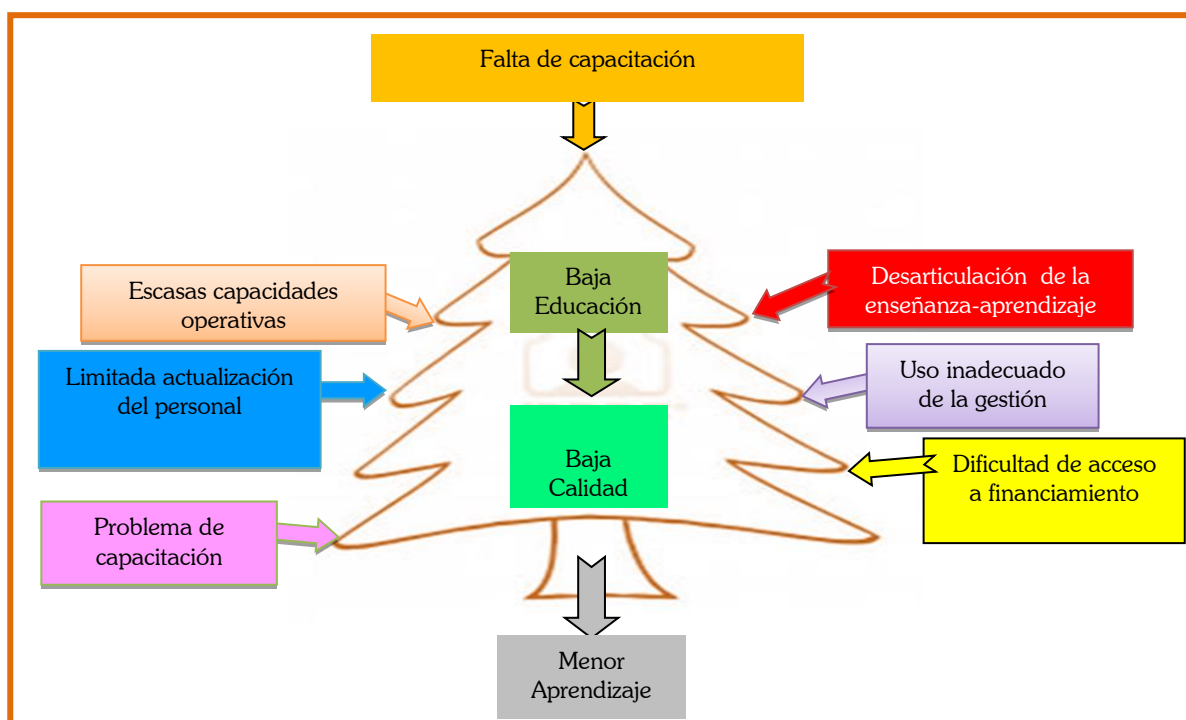 Falta de capacitación
Baja
Educación
Desarticulación de la
enseñanza-aprendizaje
Escasas capacidades
operativas
Limitada actualización
del personal
Uso inadecuado
de la gestión
Baja
Calidad
Dificultad de acceso
a financiamiento
Problema de
capacitación
Menor
Aprendizaje